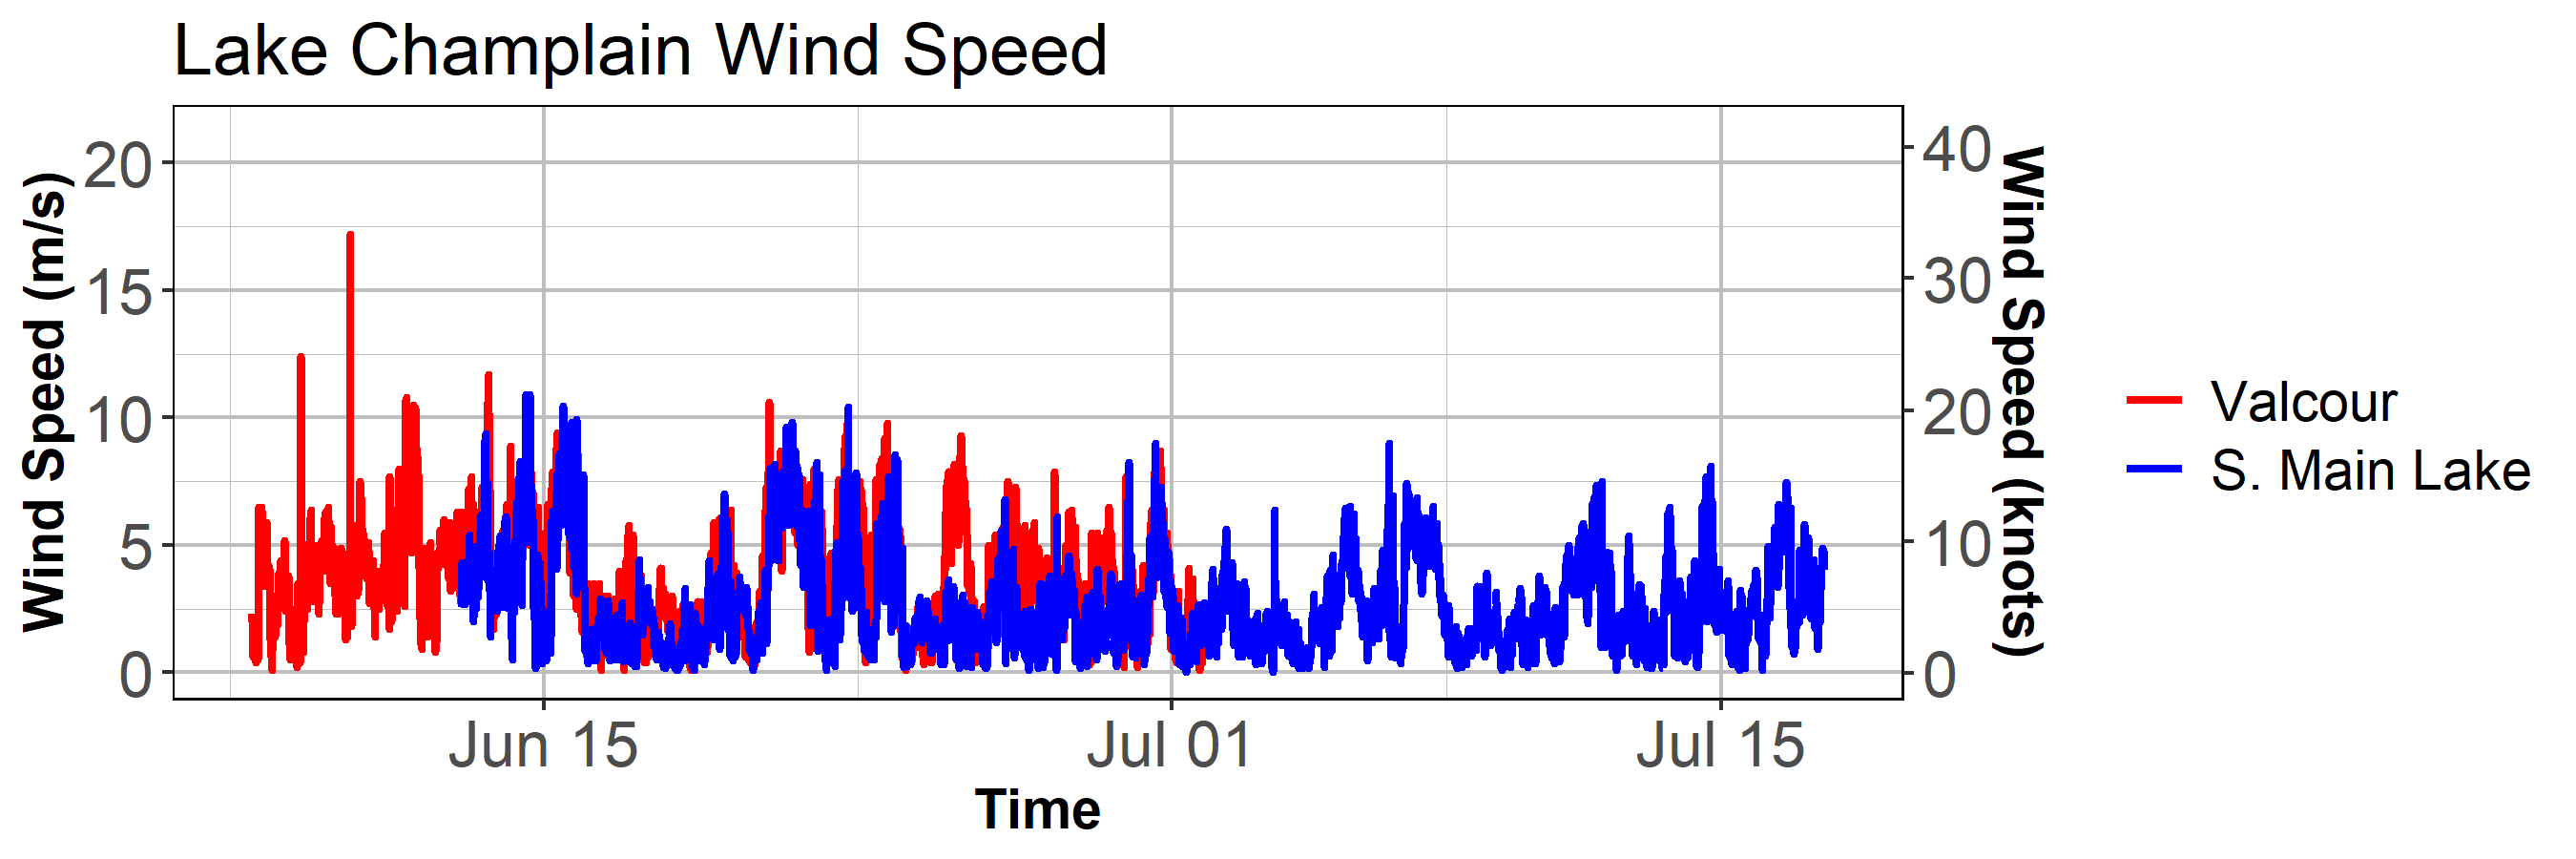 Lake Champlain Wind Speed
Wind Speed (m/s)
20
15
10
5
0
40
30
20
10
0
Wind Speed (knots)
Jun 15
Jul 01
Jul 15
Time
Valcour
S. Main Lake